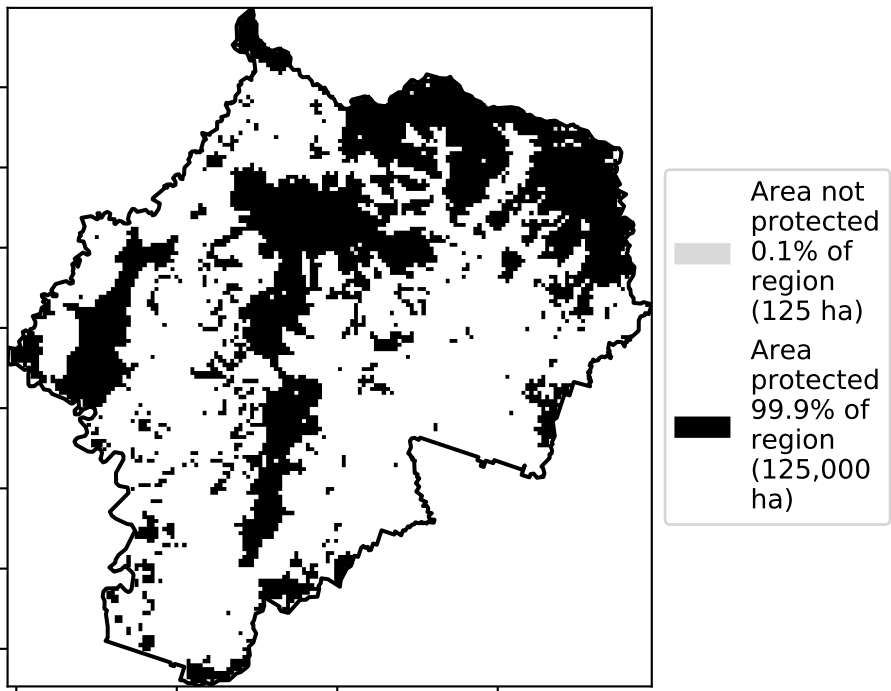 Area not
protected
0.1% of
region
(125 ha)
Area
protected
99.9% of
region
(125,000
ha)